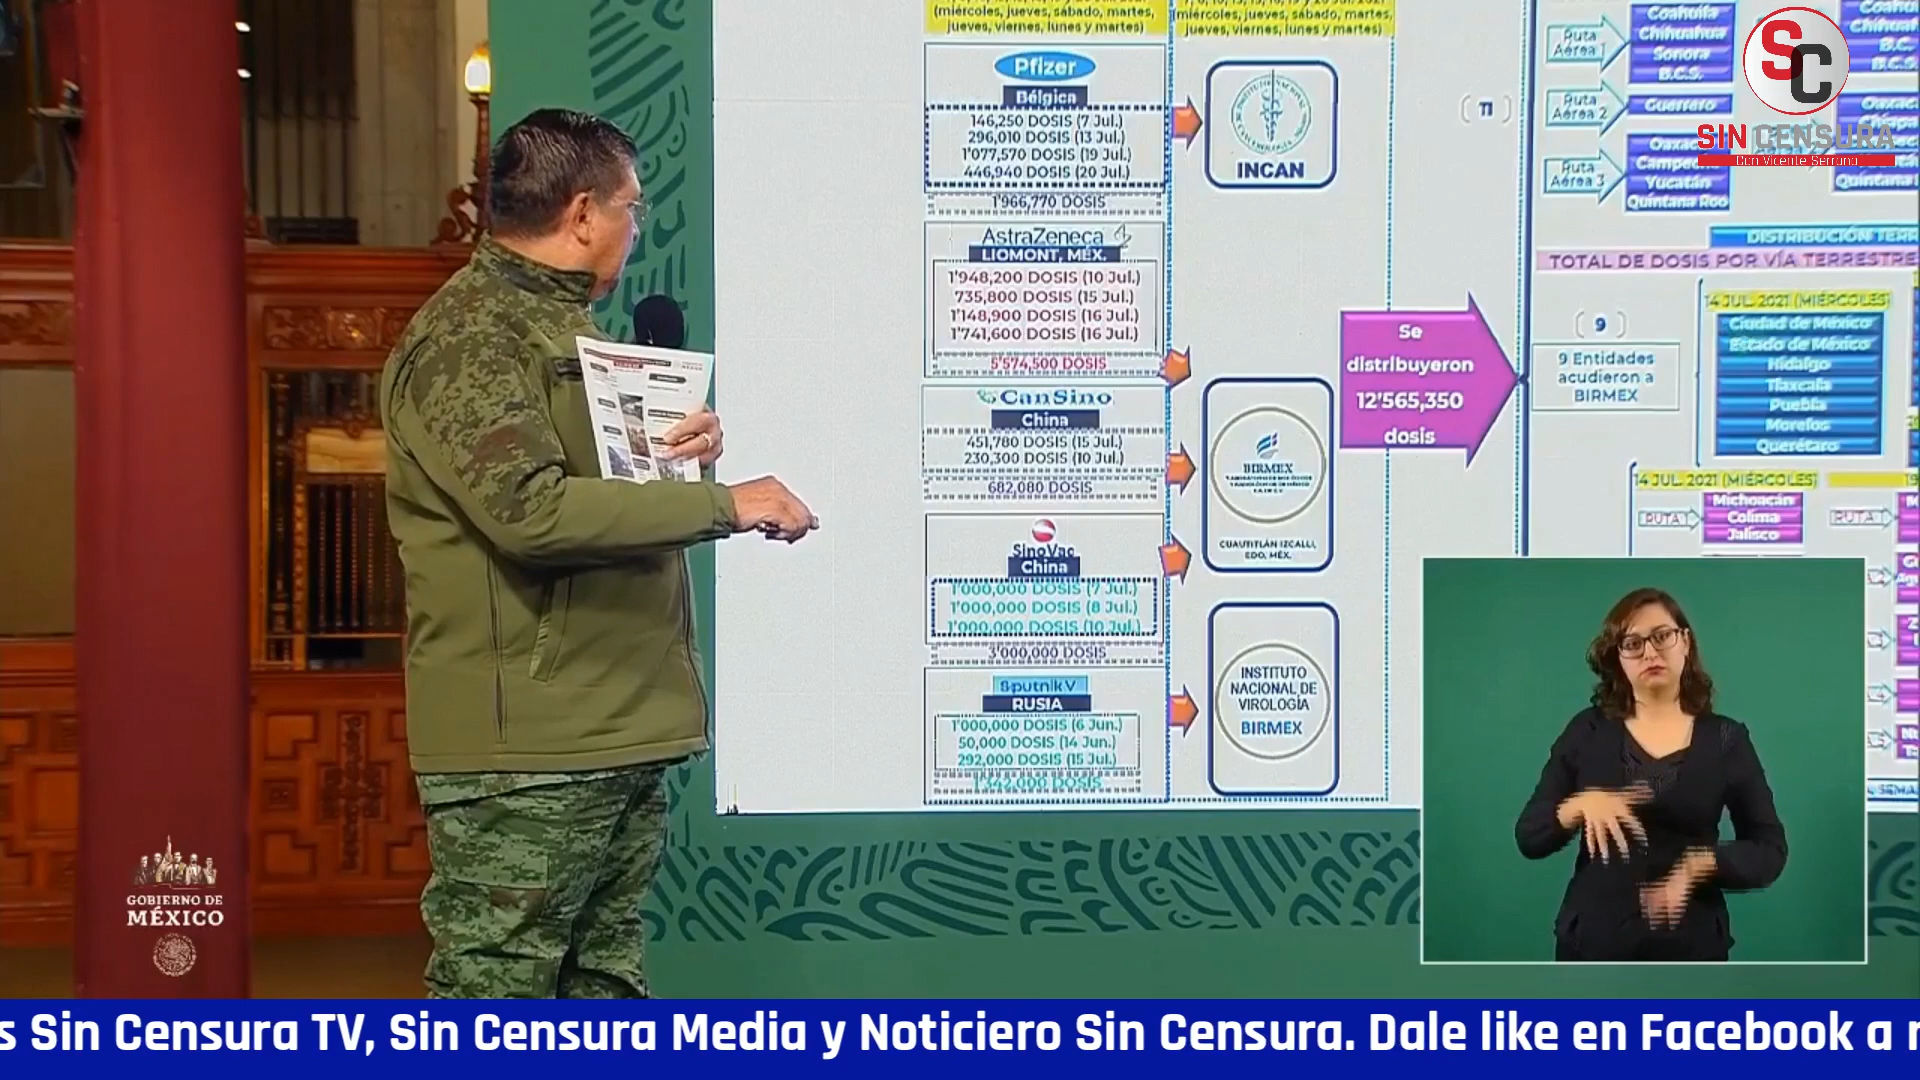 (miércoles, jueves, sábado, martes,
jueves, viernes, lunes y martes)
(miércoles, jueves, sábado, martes,
jueves, viernes, lunes y martes)
Pfizer
Bélgica
146,250 DOSIS (7 Jul.)
296,010 DOSIS (13 Jul.)
1'077,570 DOSIS (19 Jul.)
446,940 DOSIS (20 Jul.)
1'966,770 DOSIS
AstraZeneca
LIOMONT, MÉX.
1'948,200 DOSIS (10 Jul.)
735,800 DOSIS (15 Jul.)
1'148,900 DOSIS (16 Jul.)
1'741,600 DOSIS (16 Jul.)
5'574,500 DOSIS
CanSino
China
451,780 DOSIS (15 Jul.)
230,300 DOSIS (10 Jul.)
682,080 DOSIS
SinoVac
China
1'000,000 DOSIS (7 Jul.)
1'000,000 DOSIS (8 Jul.)
1'000,000 DOSIS (10 Jul.)
3'000,000 DOSIS
Sputnik V
RUSIA
1'000,000 DOSIS (6 Jun.)
50,000 DOSIS (14 Jun.)
292,000 DOSIS (15 Jul.)
1'342,000 DOSIS
INCAN
BIRMEX
CUAUTITLÁN IZCALLI,
EDO. MÉX.
INSTITUTO
NACIONAL DE
VIROLOGÍA
BIRMEX
Se
distribuyeron
12'565,350
dosis
11
Ruta
Aérea 1
Coahuila
Chihuahua
Sonora
B.C.S.
Ruta
Aérea 2
Guerrero
Ruta
Aérea 3
Oaxaca
Campeche
Yucatán
Quintana Roo
B.C.
B.C.S.
Quintana
DISTRIBUCIÓN TERR
TOTAL DE DOSIS POR VÍA TERRESTRE
14 JUL. 2021 (MIÉRCOLES)
9
9 Entidades
acudieron a
BIRMEX
Ciudad de México
Estado de México
Hidalgo
Tlaxcala
Puebla
Morelos
Querétaro
14 JUL. 2021 (MIÉRCOLES)
RUTA 1
Michoacán
Colima
Jalisco
RUTA
SC
SIN CENSURA
Con Vicente Serrano
GOBIERNO DE
MÉXICO
s Sin Censura TV, Sin Censura Media y Noticiero Sin Censura. Dale like en Facebook a